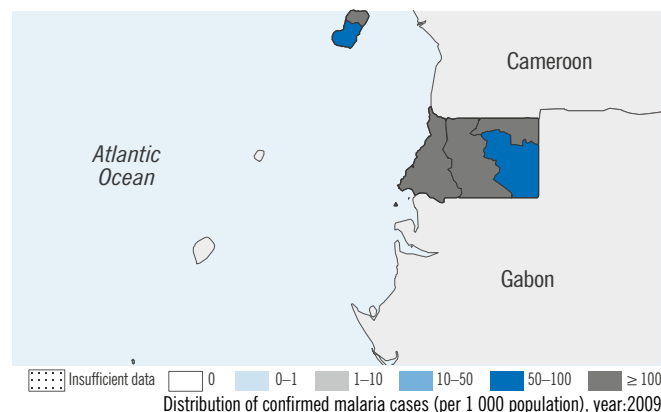 Cameroon
Atlantic
Ocean
Gabon
Insufficient data 0 0–1 1–10 10–50 50–100 ≥ 100
Distribution of confirmed malaria cases (per 1 000 population), year:2009